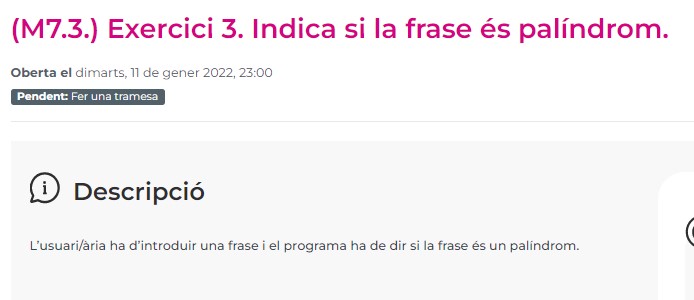 (M7.3.) Exercici 3. Indica si la frase és palíndrom.
Oberta el dimarts, 11 de gener 2022, 23:00
Pendent: Fer una tramesa
Descripció
L'usuari/ària ha d'introduir una frase i el programa ha de dir si la frase és un palíndrom.